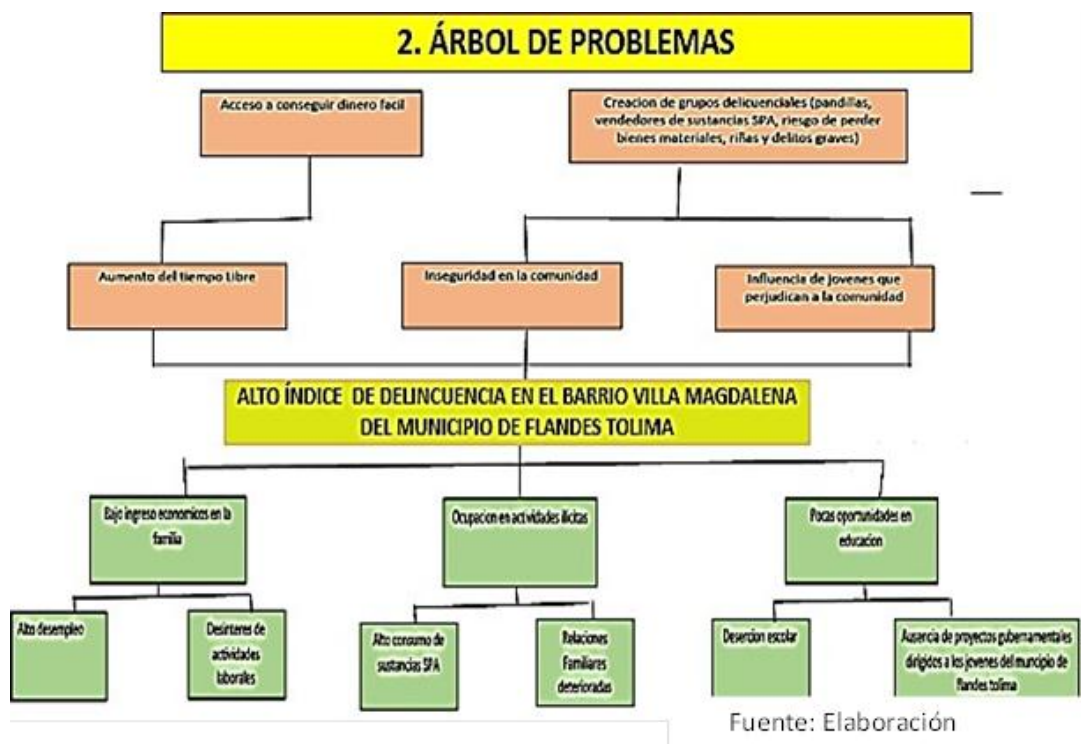 2. ÁRBOL DE PROBLEMAS
Acceso a conseguir dinero facil
Creacion de grupos delicuenciales (pandillas,
vendedores de sustancias SPA, riesgo de perder
bienes materiales, riñas y delitos graves)
Aumento del tiempo Libre
Inseguridad en la comunidad
Influencia de jovenes que
perjudican a la comunidad
ALTO ÍNDICE DE DELINCUENCIA EN EL BARRIO VILLA MAGDALENA
DEL MUNICIPIO DE FLANDES TOLIMA
Bajo ingreso economicos en la
familia
Ocupacion en actividades ilicitas
Pocas oportunidades en
educacion
Alto desempleo
Desinteres de
actividades
laborales
Alto consumo de
sustancias SPA
Relaciones
Familiares
deterioradas
Desercion escolar
Ausencia de proyectos gubernamentales
dirigidos a los jovenes del muncipio de
flandes tolima
Fuente: Elaboración